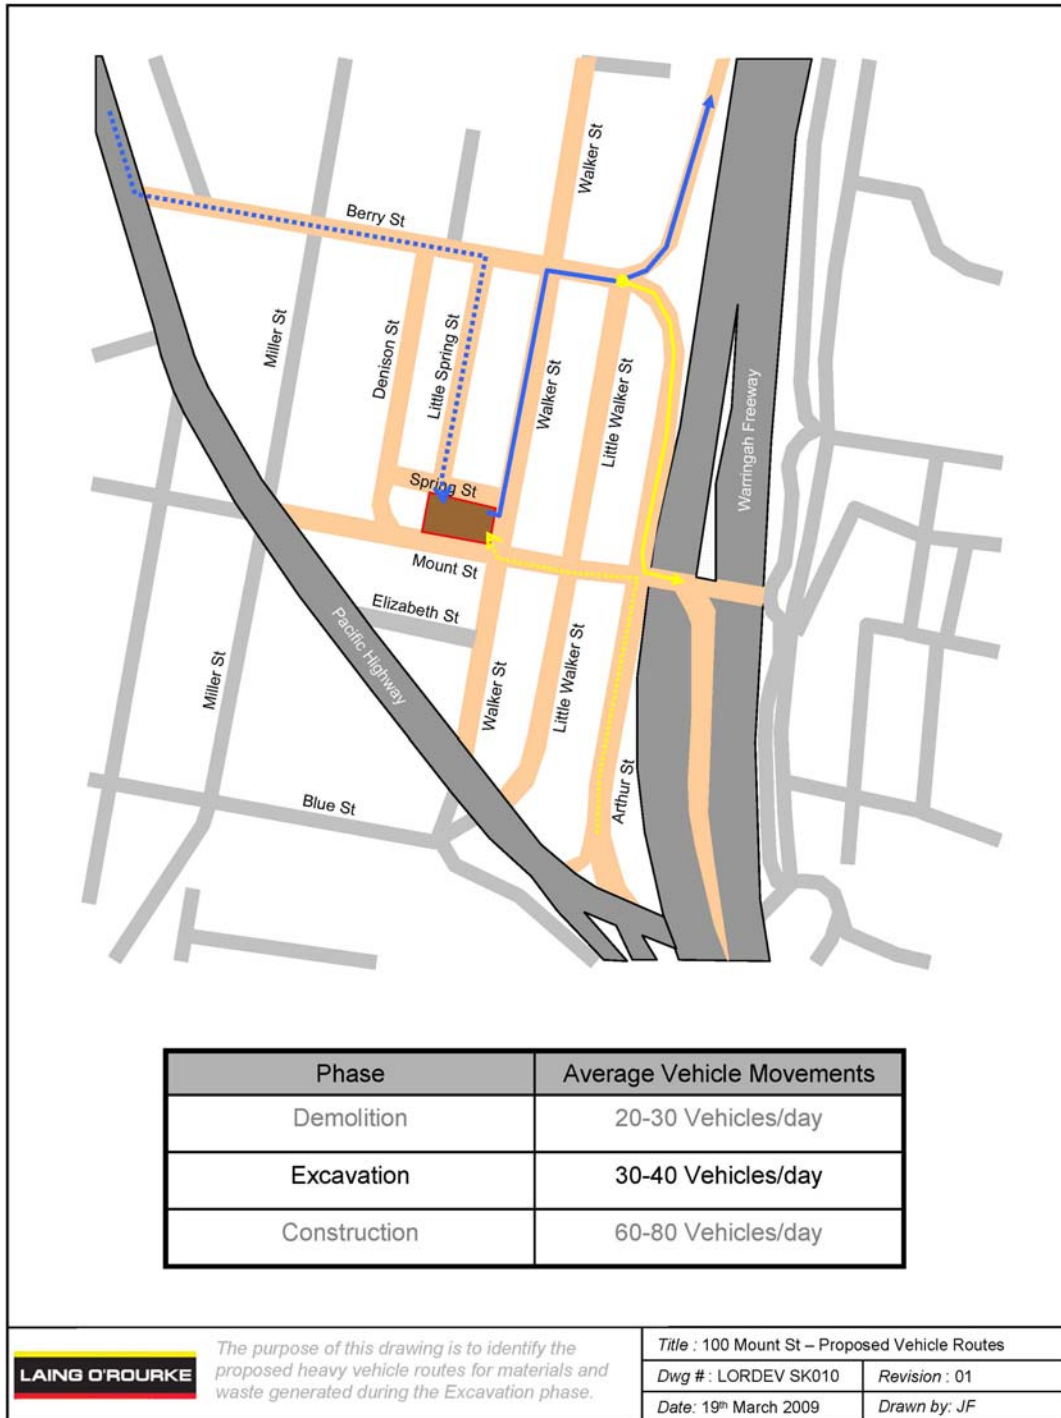 Walker St
Berry St
Miller St
Denison St
Little Spring St
Walker St
Little Walker St
Warringah Freeway
Spring St
Mount St
Elizabeth St
Pacific Highway
Miller St
Walker St
Little Walker St
Arthur St
Blue St
Phase Average Vehicle Movements
Demolition 20-30 Vehicles/day
Excavation 30-40 Vehicles/day
Construction 60-80 Vehicles/day
LAING O'ROURKE
The purpose of this drawing is to identify the
proposed heavy vehicle routes for materials and
waste generated during the Excavation phase.
Title : 100 Mount St – Proposed Vehicle Routes
Dwg # : LORDEV SK010 Revision : 01
Date: 19th March 2009 Drawn by: JF